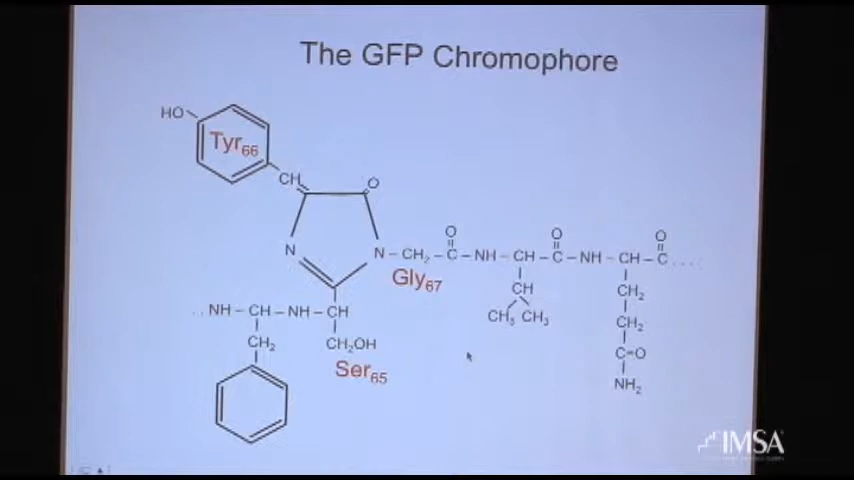 The GFP Chromophore
HO
Tyr66
CH
O
N
N – CH2 – C – NH – CH – C – NH – CH – C ....
O
O
O
Gly67
CH
CH3 CH3
CH2
CH2
C=O
NH2
.. NH – CH – NH – CH
CH2
CH2OH
Ser65
IMSA